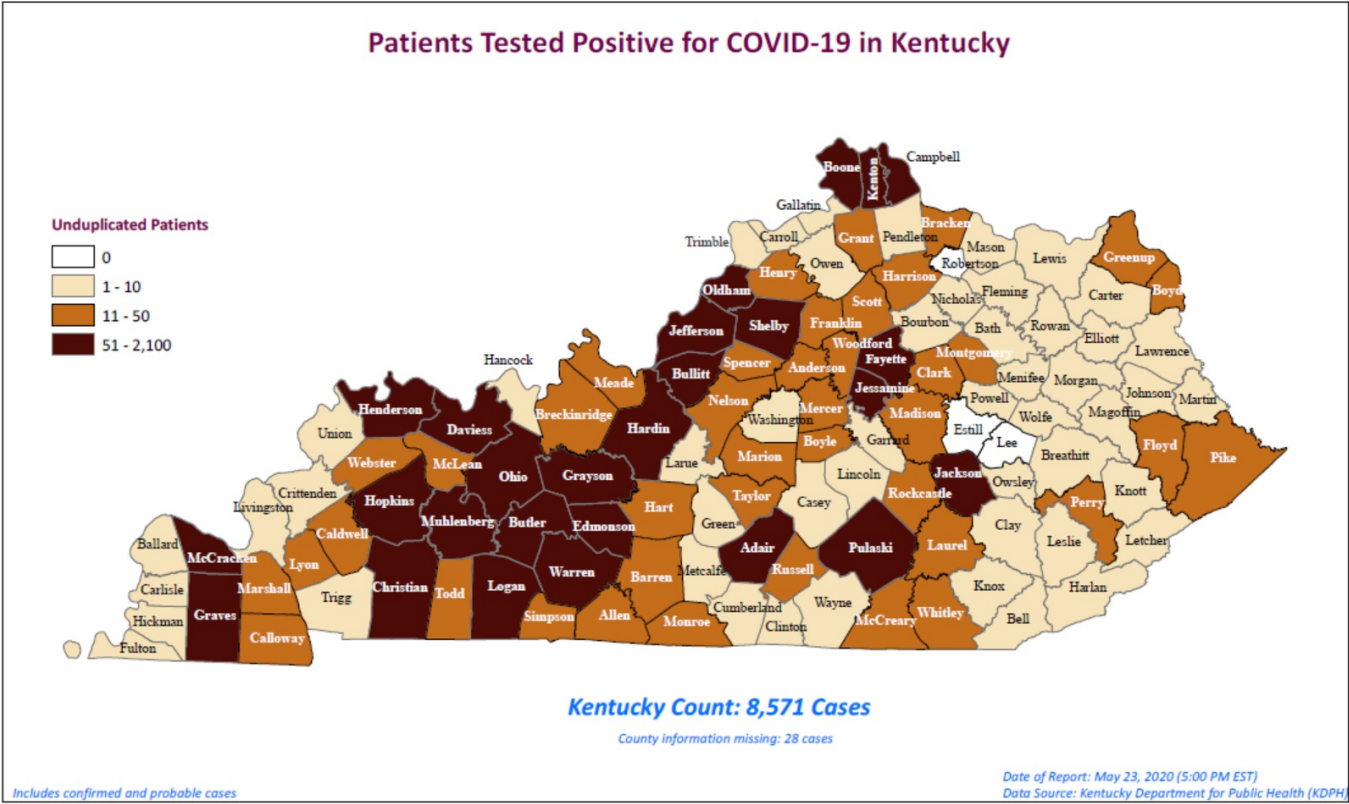 Patients Tested Positive for COVID-19 in Kentucky
Unduplicated Patients
0
1 - 10
11 - 50
51 - 2,100
Boone
Kenton
Campbell
Gallatin
Trimble
Carroll
Grant
Pendleton
Bracken
Mason
Robertson
Lewis
Greenup
Boyd
Owen
Henry
Oldham
Harrison
Scott
Nicholas
Fleming
Carter
Jefferson
Shelby
Franklin
Bourbon
Bath
Rowan
Elliott
Lawrence
Woodford
Fayette
Montgomery
Clark
Spencer
Anderson
Bullitt
Jessamine
Menifee
Morgan
Johnson
Martin
Powell
Magoffin
Wolfe
Hancock
Meade
Breckinridge
Nelson
Washington
Mercer
Madison
Estill
Lee
Floyd
Pike
Henderson
Daviess
Hardin
Boyle
Garrard
Breathitt
Union
Webster
McLean
Ohio
Grayson
Larue
Marion
Lincoln
Jackson
Owsley
Rockcastle
Knott
Perry
Crittenden
Livingston
Hopkins
Muhlenberg
Butler
Edmonson
Hart
Taylor
Green
Casey
Clay
Leslie
Letcher
Caldwell
Ballard
McCracken
Lyon
Adair
Pulaski
Laurel
Carlisle
Marshall
Trigg
Christian
Todd
Logan
Warren
Barren
Metcalfe
Russell
Knox
Harlan
Hickman
Graves
Calloway
Simpson
Allen
Monroe
Cumberland
Clinton
Wayne
McCreary
Whitley
Bell
Fulton
Kentucky Count: 8,571 Cases
County information missing: 28 cases
Includes confirmed and probable cases
Date of Report: May 23, 2020 (5:00 PM EST)
Data Source: Kentucky Department for Public Health (KDPH)